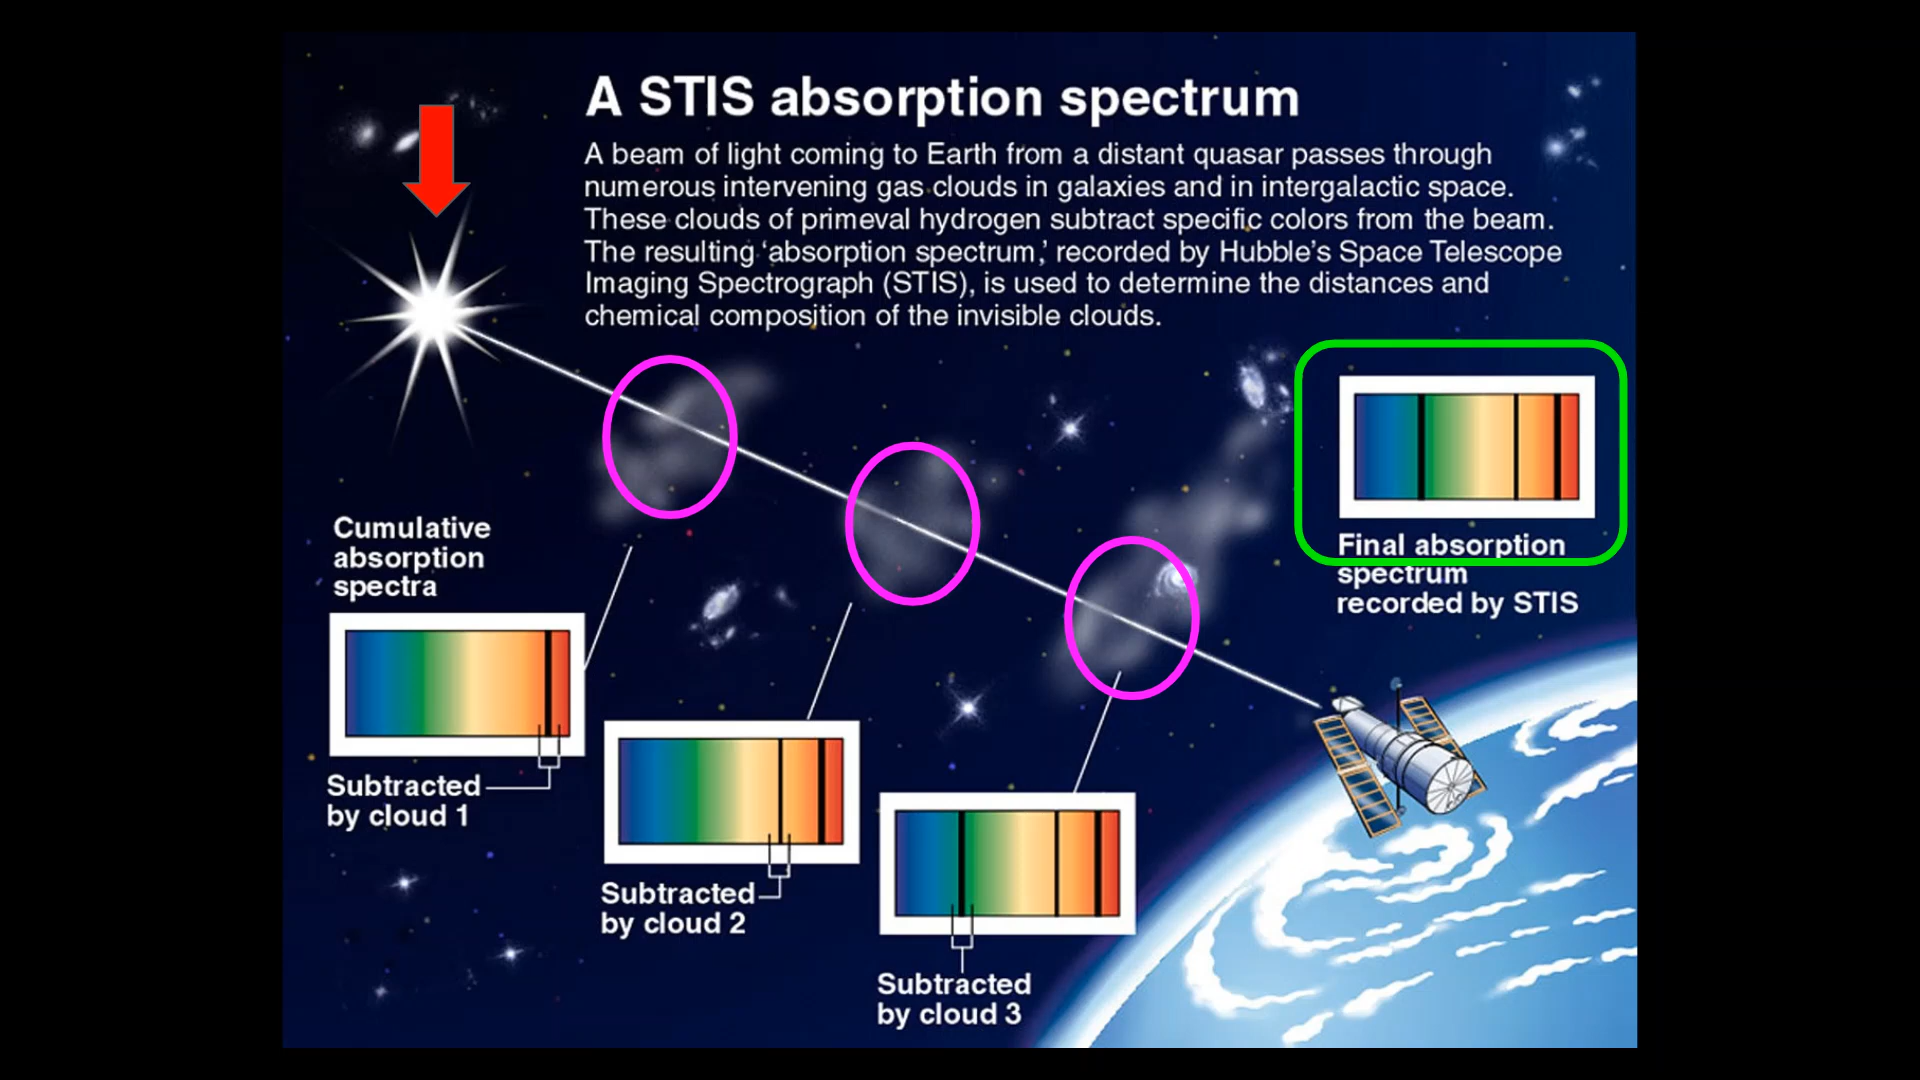 A STIS absorption spectrum
A beam of light coming to Earth from a distant quasar passes through
numerous intervening gas clouds in galaxies and in intergalactic space.
These clouds of primeval hydrogen subtract specific colors from the beam.
The resulting ‘absorption spectrum,’ recorded by Hubble’s Space Telescope
Imaging Spectrograph (STIS), is used to determine the distances and
chemical composition of the invisible clouds.
Cumulative
absorption
spectra
Subtracted
by cloud 1
Subtracted
by cloud 2
Subtracted
by cloud 3
Final absorption
spectrum
recorded by STIS